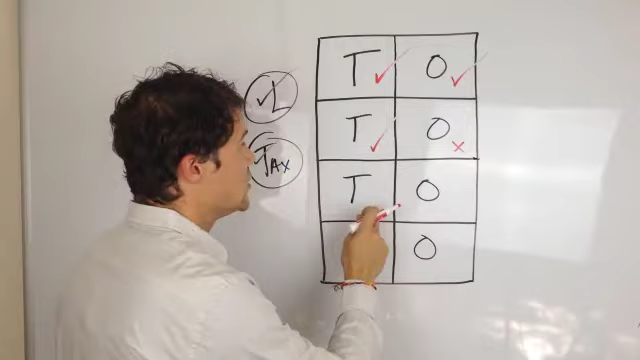 T ✓ O ✓
✓L
T ✓ O ×
TAX
T O
O